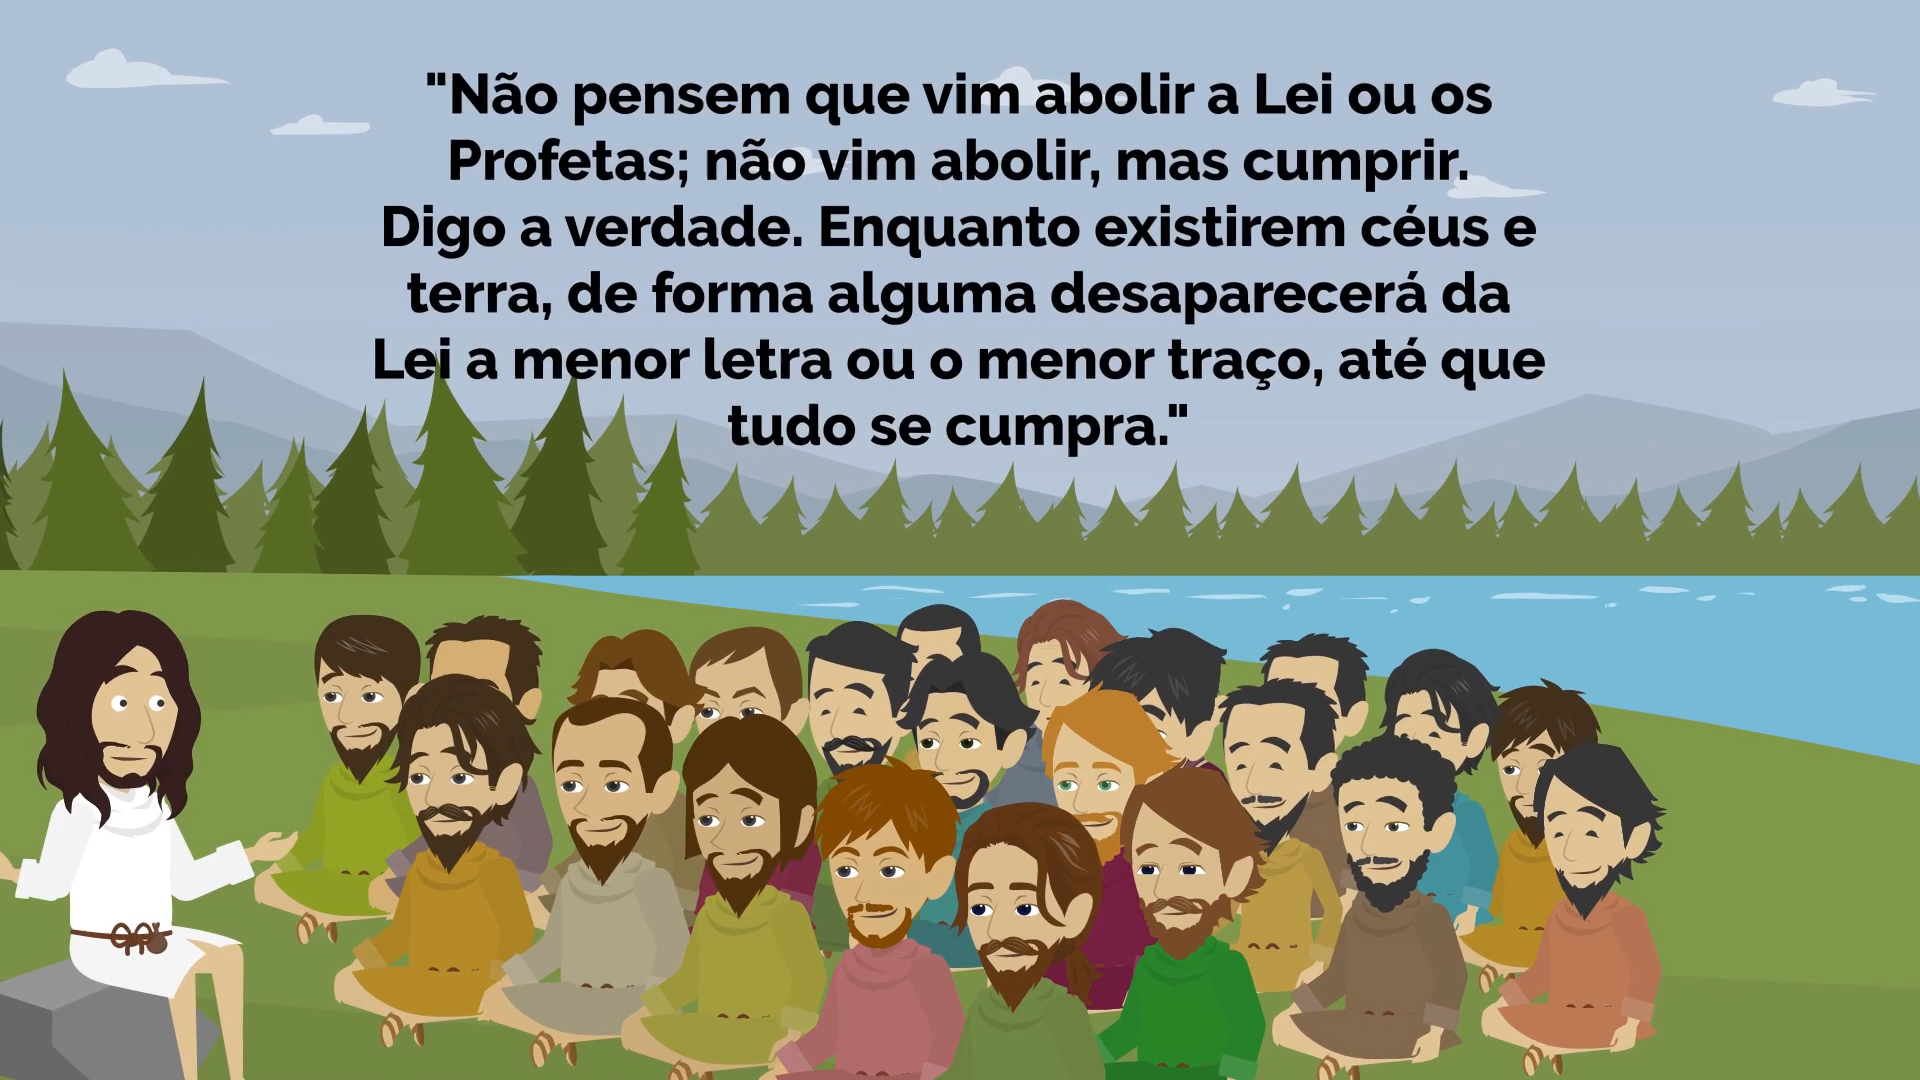 "Não pensem que vim abolir a Lei ou os
Profetas; não vim abolir, mas cumprir.
Digo a verdade. Enquanto existirem céus e
terra, de forma alguma desaparecerá da
Lei a menor letra ou o menor traço, até que
tudo se cumpra."